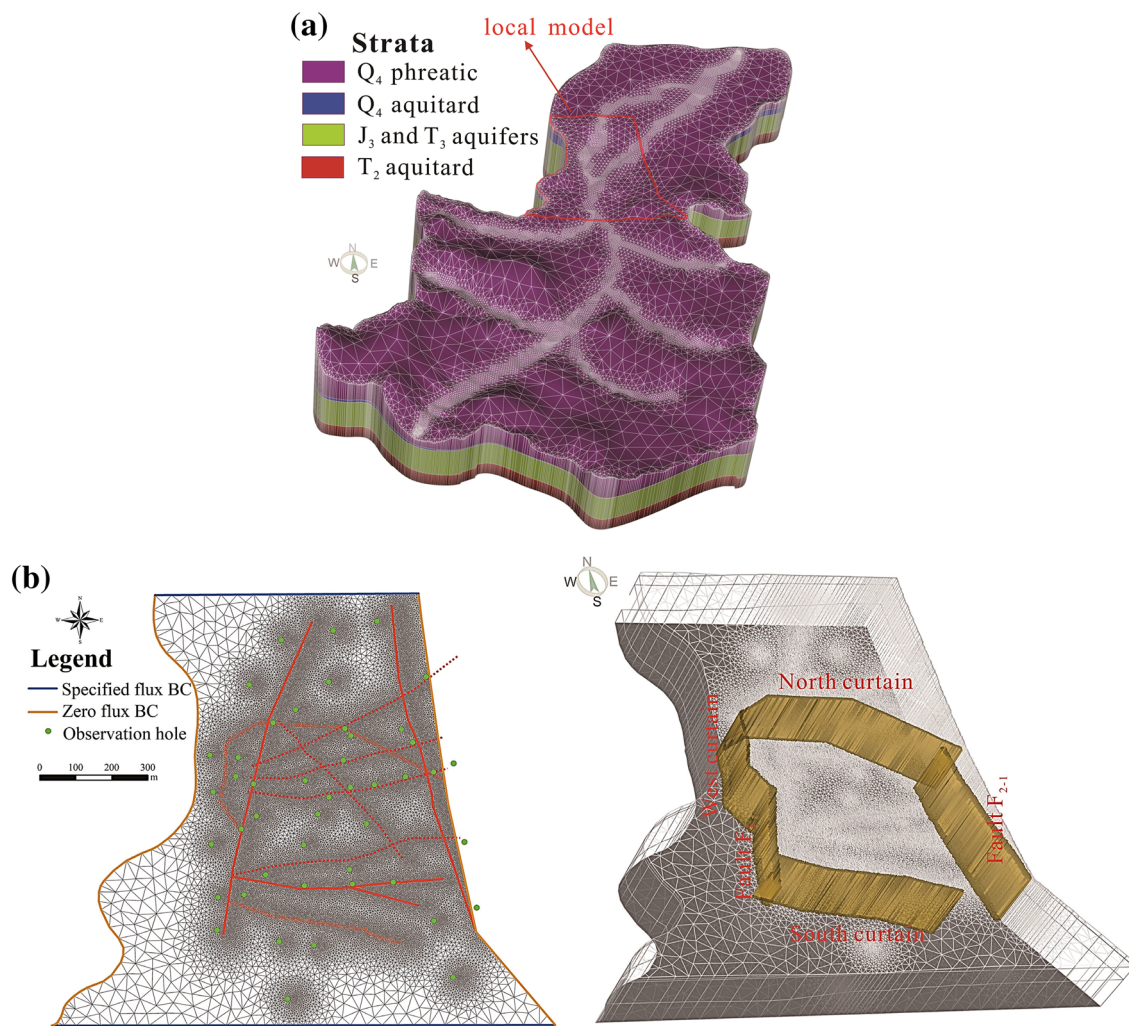 (a)
local model
Strata
Q₄ phreatic
Q₄ aquitard
J₃ and T₃ aquifers
T₂ aquitard
N
W E
S
(b)
N
W E
S
Legend
Specified flux BC
Zero flux BC
Observation hole
0 100 200 300
m
N
W E
S
North curtain
West curtain
Fault F₂₋₁
Fault F
South curtain